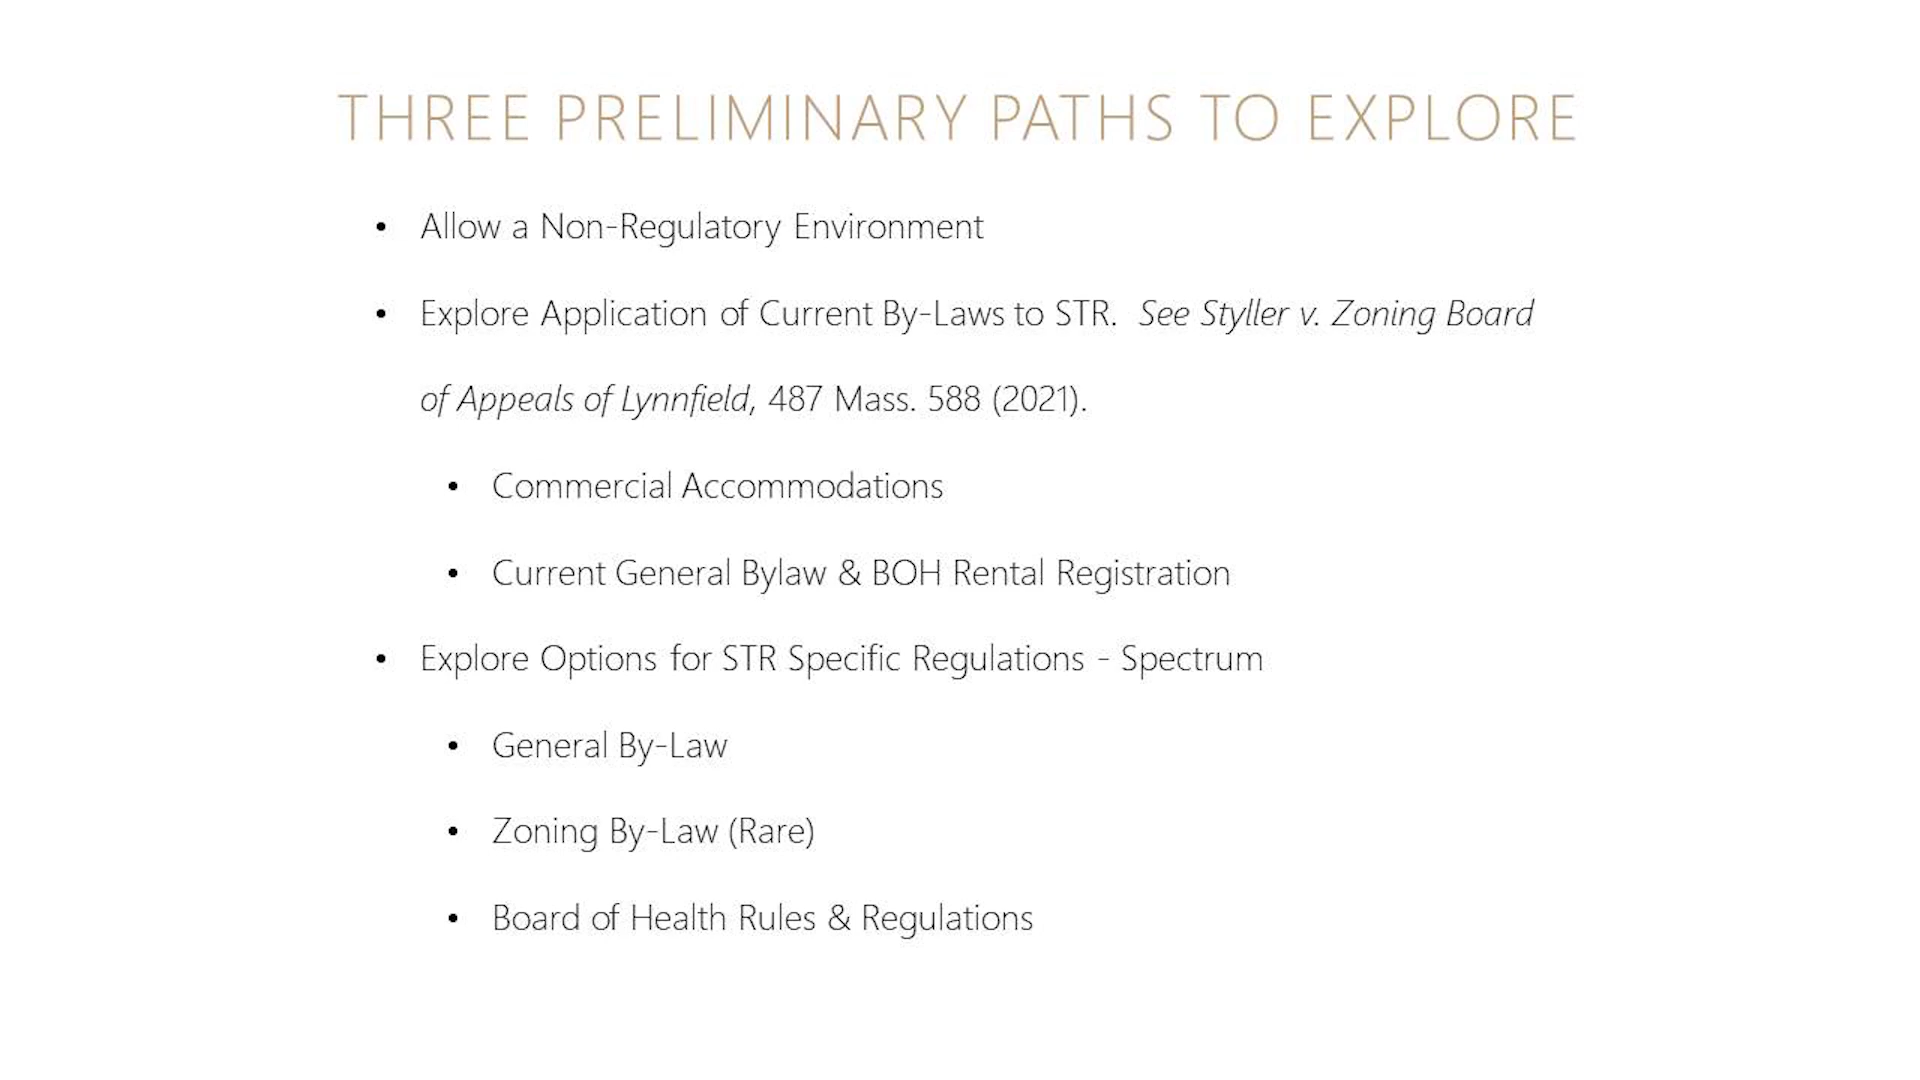 THREE PRELIMINARY PATHS TO EXPLORE
• Allow a Non-Regulatory Environment
• Explore Application of Current By-Laws to STR. See Styller v. Zoning Board
of Appeals of Lynnfield, 487 Mass. 588 (2021).
• Commercial Accommodations
• Current General Bylaw & BOH Rental Registration
• Explore Options for STR Specific Regulations - Spectrum
• General By-Law
• Zoning By-Law (Rare)
• Board of Health Rules & Regulations